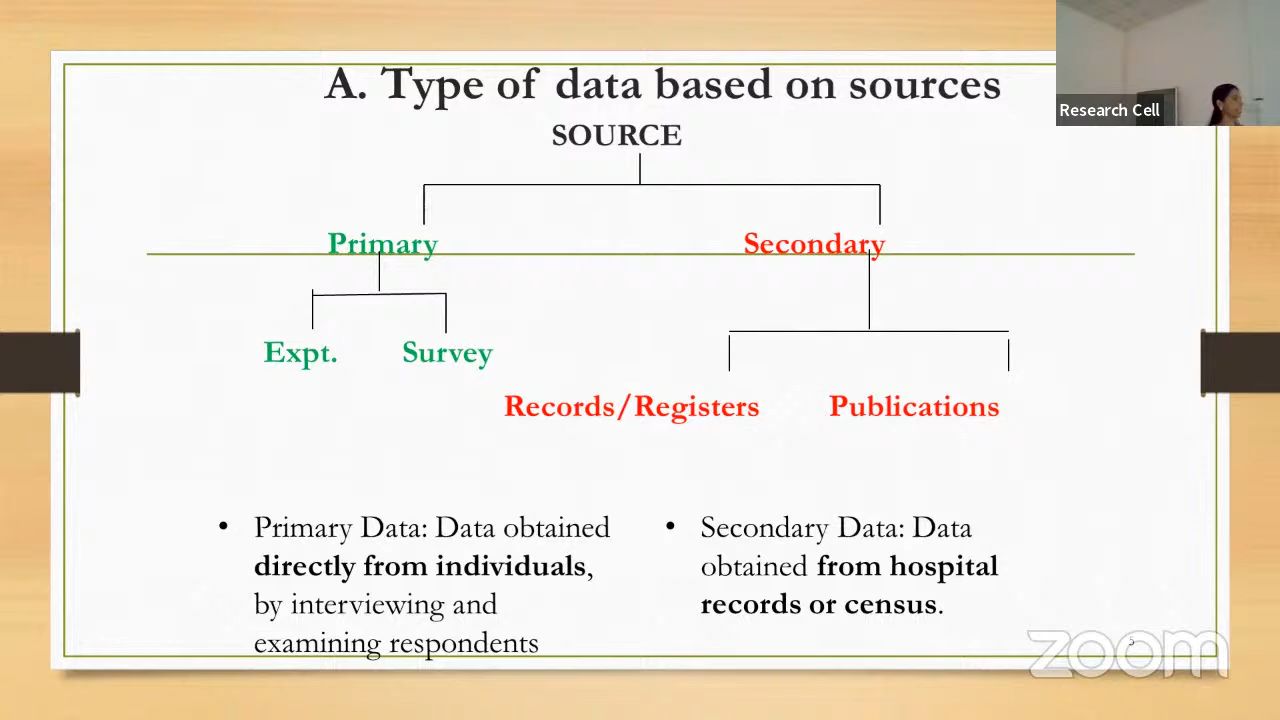 A. Type of data based on sources
SOURCE
Research Cell
Primary
Secondary
Expt.
Survey
Records/Registers
Publications
• Primary Data: Data obtained
directly from individuals,
by interviewing and
examining respondents
• Secondary Data: Data
obtained from hospital
records or census.
zoom
5